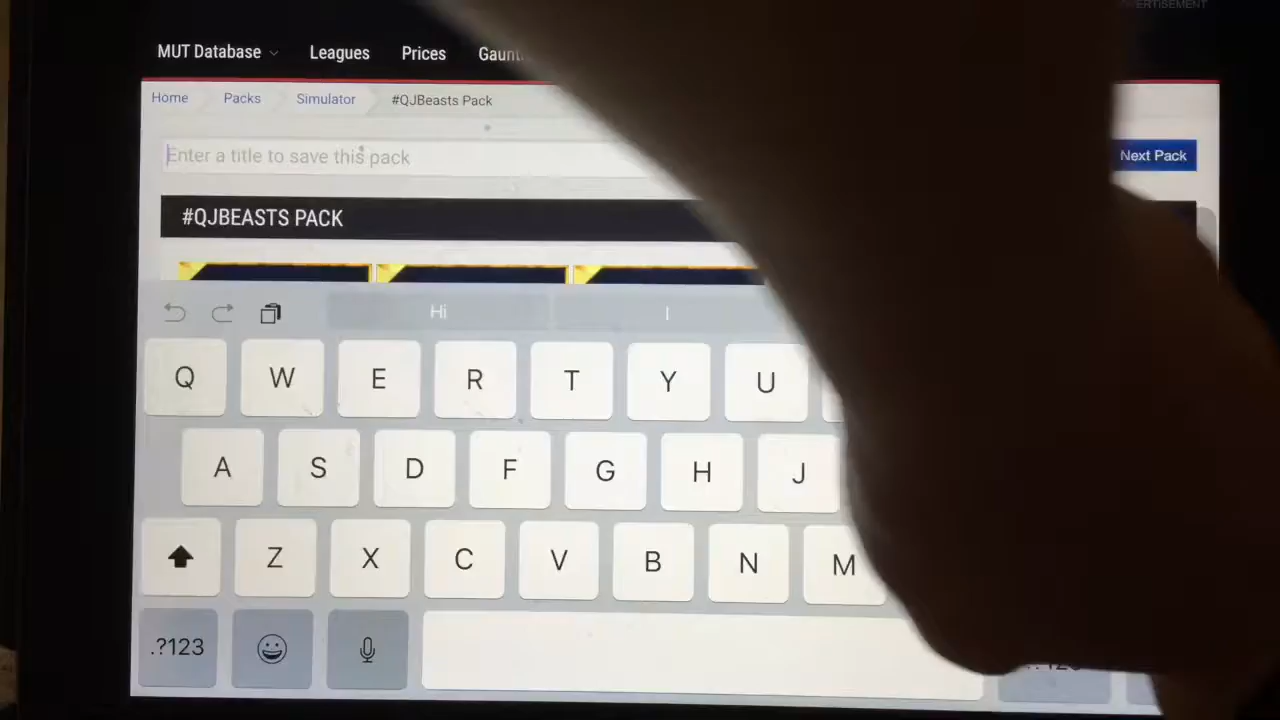 MUT Database Leagues Prices
Home Packs Simulator #QJBeasts Pack
Enter a title to save this pack
Next Pack
#QJBEASTS PACK
Hi I
Q W E R T Y U
A S D F G H J
Z X C V B N M
.?123